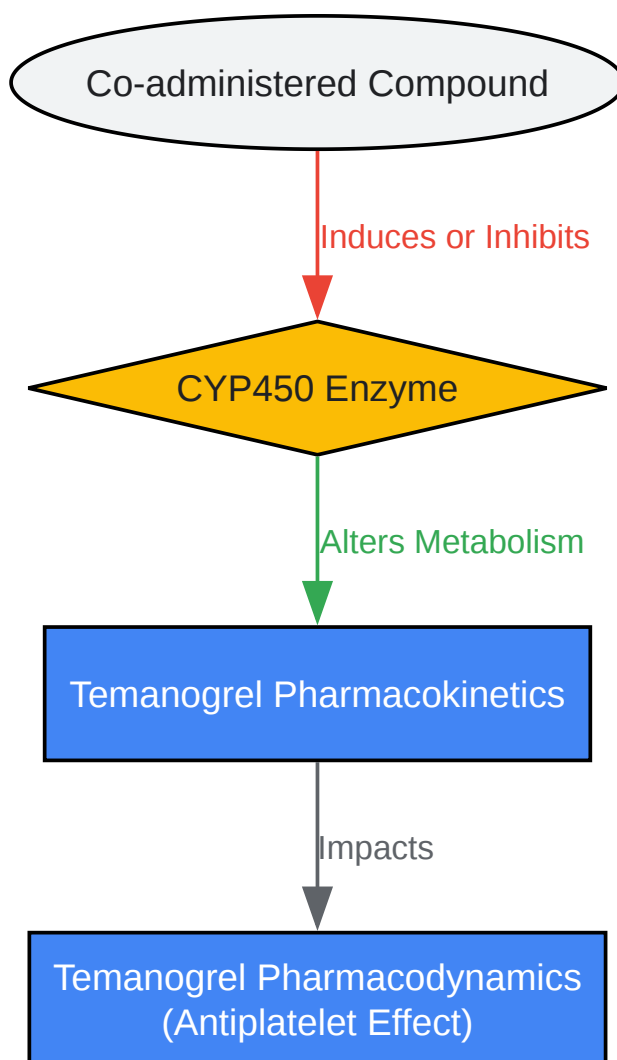 Co-administered Compound
Induces or Inhibits
CYP450 Enzyme
Alters Metabolism
Temanogrel Pharmacokinetics
Impacts
Temanogrel Pharmacodynamics
(Antiplatelet Effect)